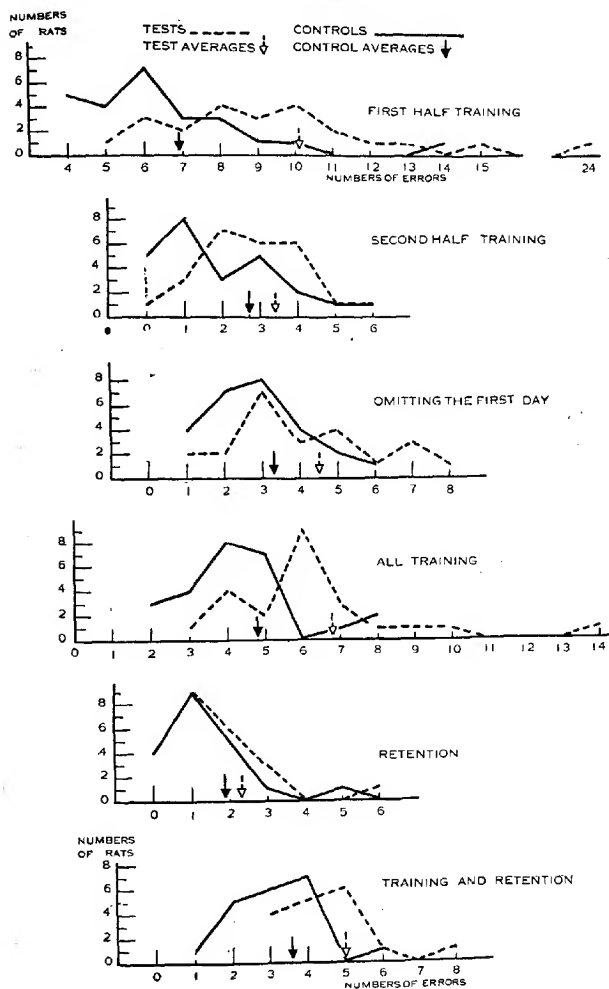 NUMBERS
OF RATS
TESTS CONTROLS
TEST AVERAGES CONTROL AVERAGES
8
6
4
2
0
FIRST HALF TRAINING
4 5 6 7 8 9 10 11 12 13 14 15 24
NUMBERS OF ERRORS
8
6
4
2
0
SECOND HALF TRAINING
0 1 2 3 4 5 6
8
6
4
2
0
OMITTING THE FIRST DAY
0 1 2 3 4 5 6 7 8
8
6
4
2
0
ALL TRAINING
0 1 2 3 4 5 6 7 8 9 10 11 12 13 14
8
6
4
2
0
RETENTION
0 1 2 3 4 5 6
NUMBERS
OF RATS
8
6
4
2
0
TRAINING AND RETENTION
0 1 2 3 4 5 6 7 8
NUMBERS OF ERRORS